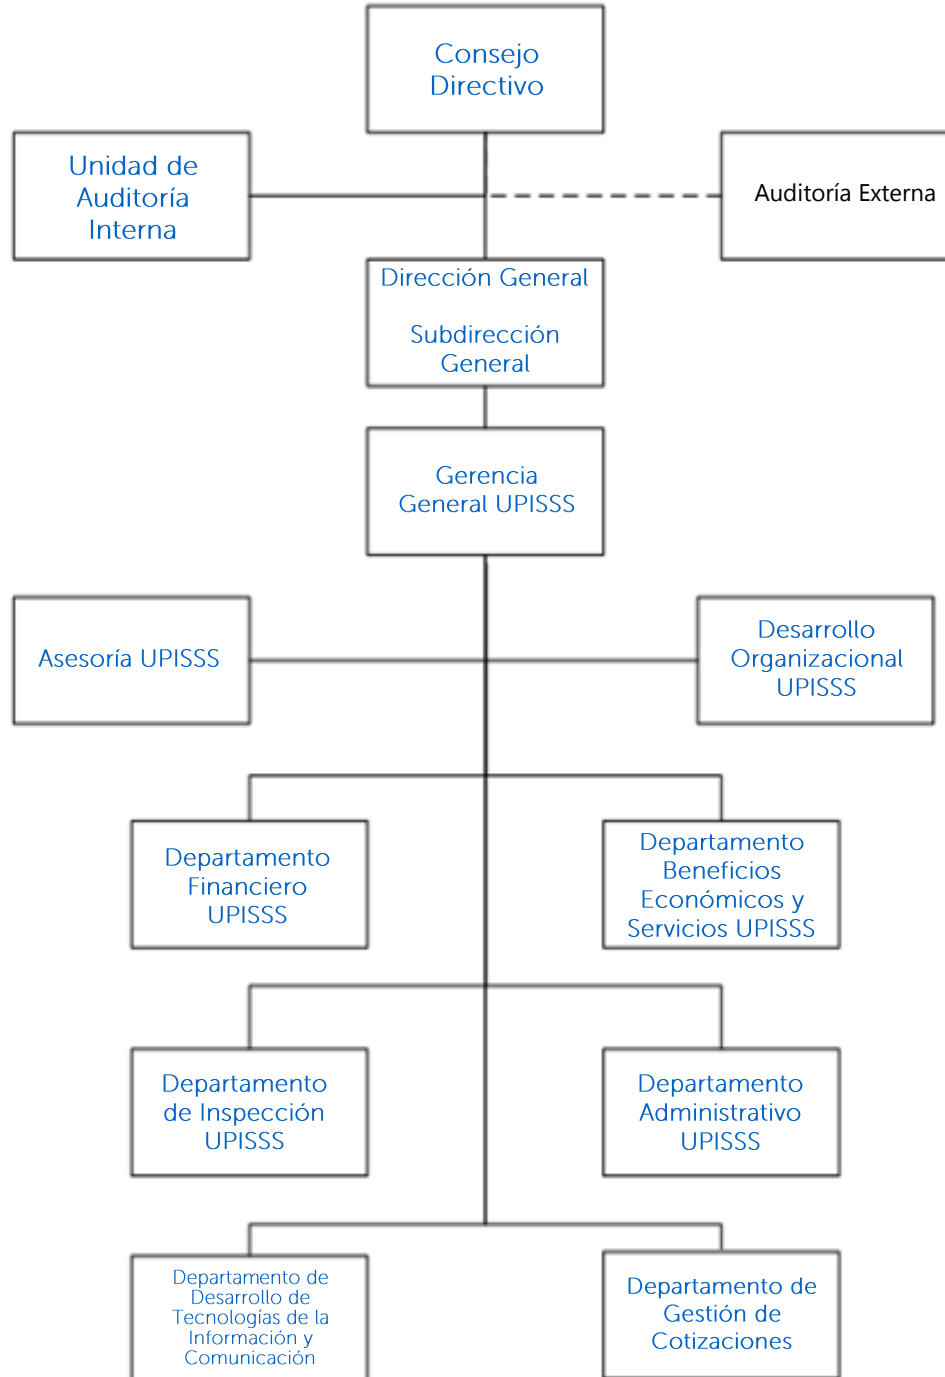 Consejo
Directivo
Unidad de
Auditoría
Interna
Auditoría Externa
Dirección General
Subdirección
General
Gerencia
General UPISSS
Asesoría UPISSS
Desarrollo
Organizacional
UPISSS
Departamento
Financiero
UPISSS
Departamento
Beneficios
Económicos y
Servicios UPISSS
Departamento
de Inspección
UPISSS
Departamento
Administrativo
UPISSS
Departamento de
Desarrollo de
Tecnologías de la
Información y
Comunicación
Departamento de
Gestión de
Cotizaciones